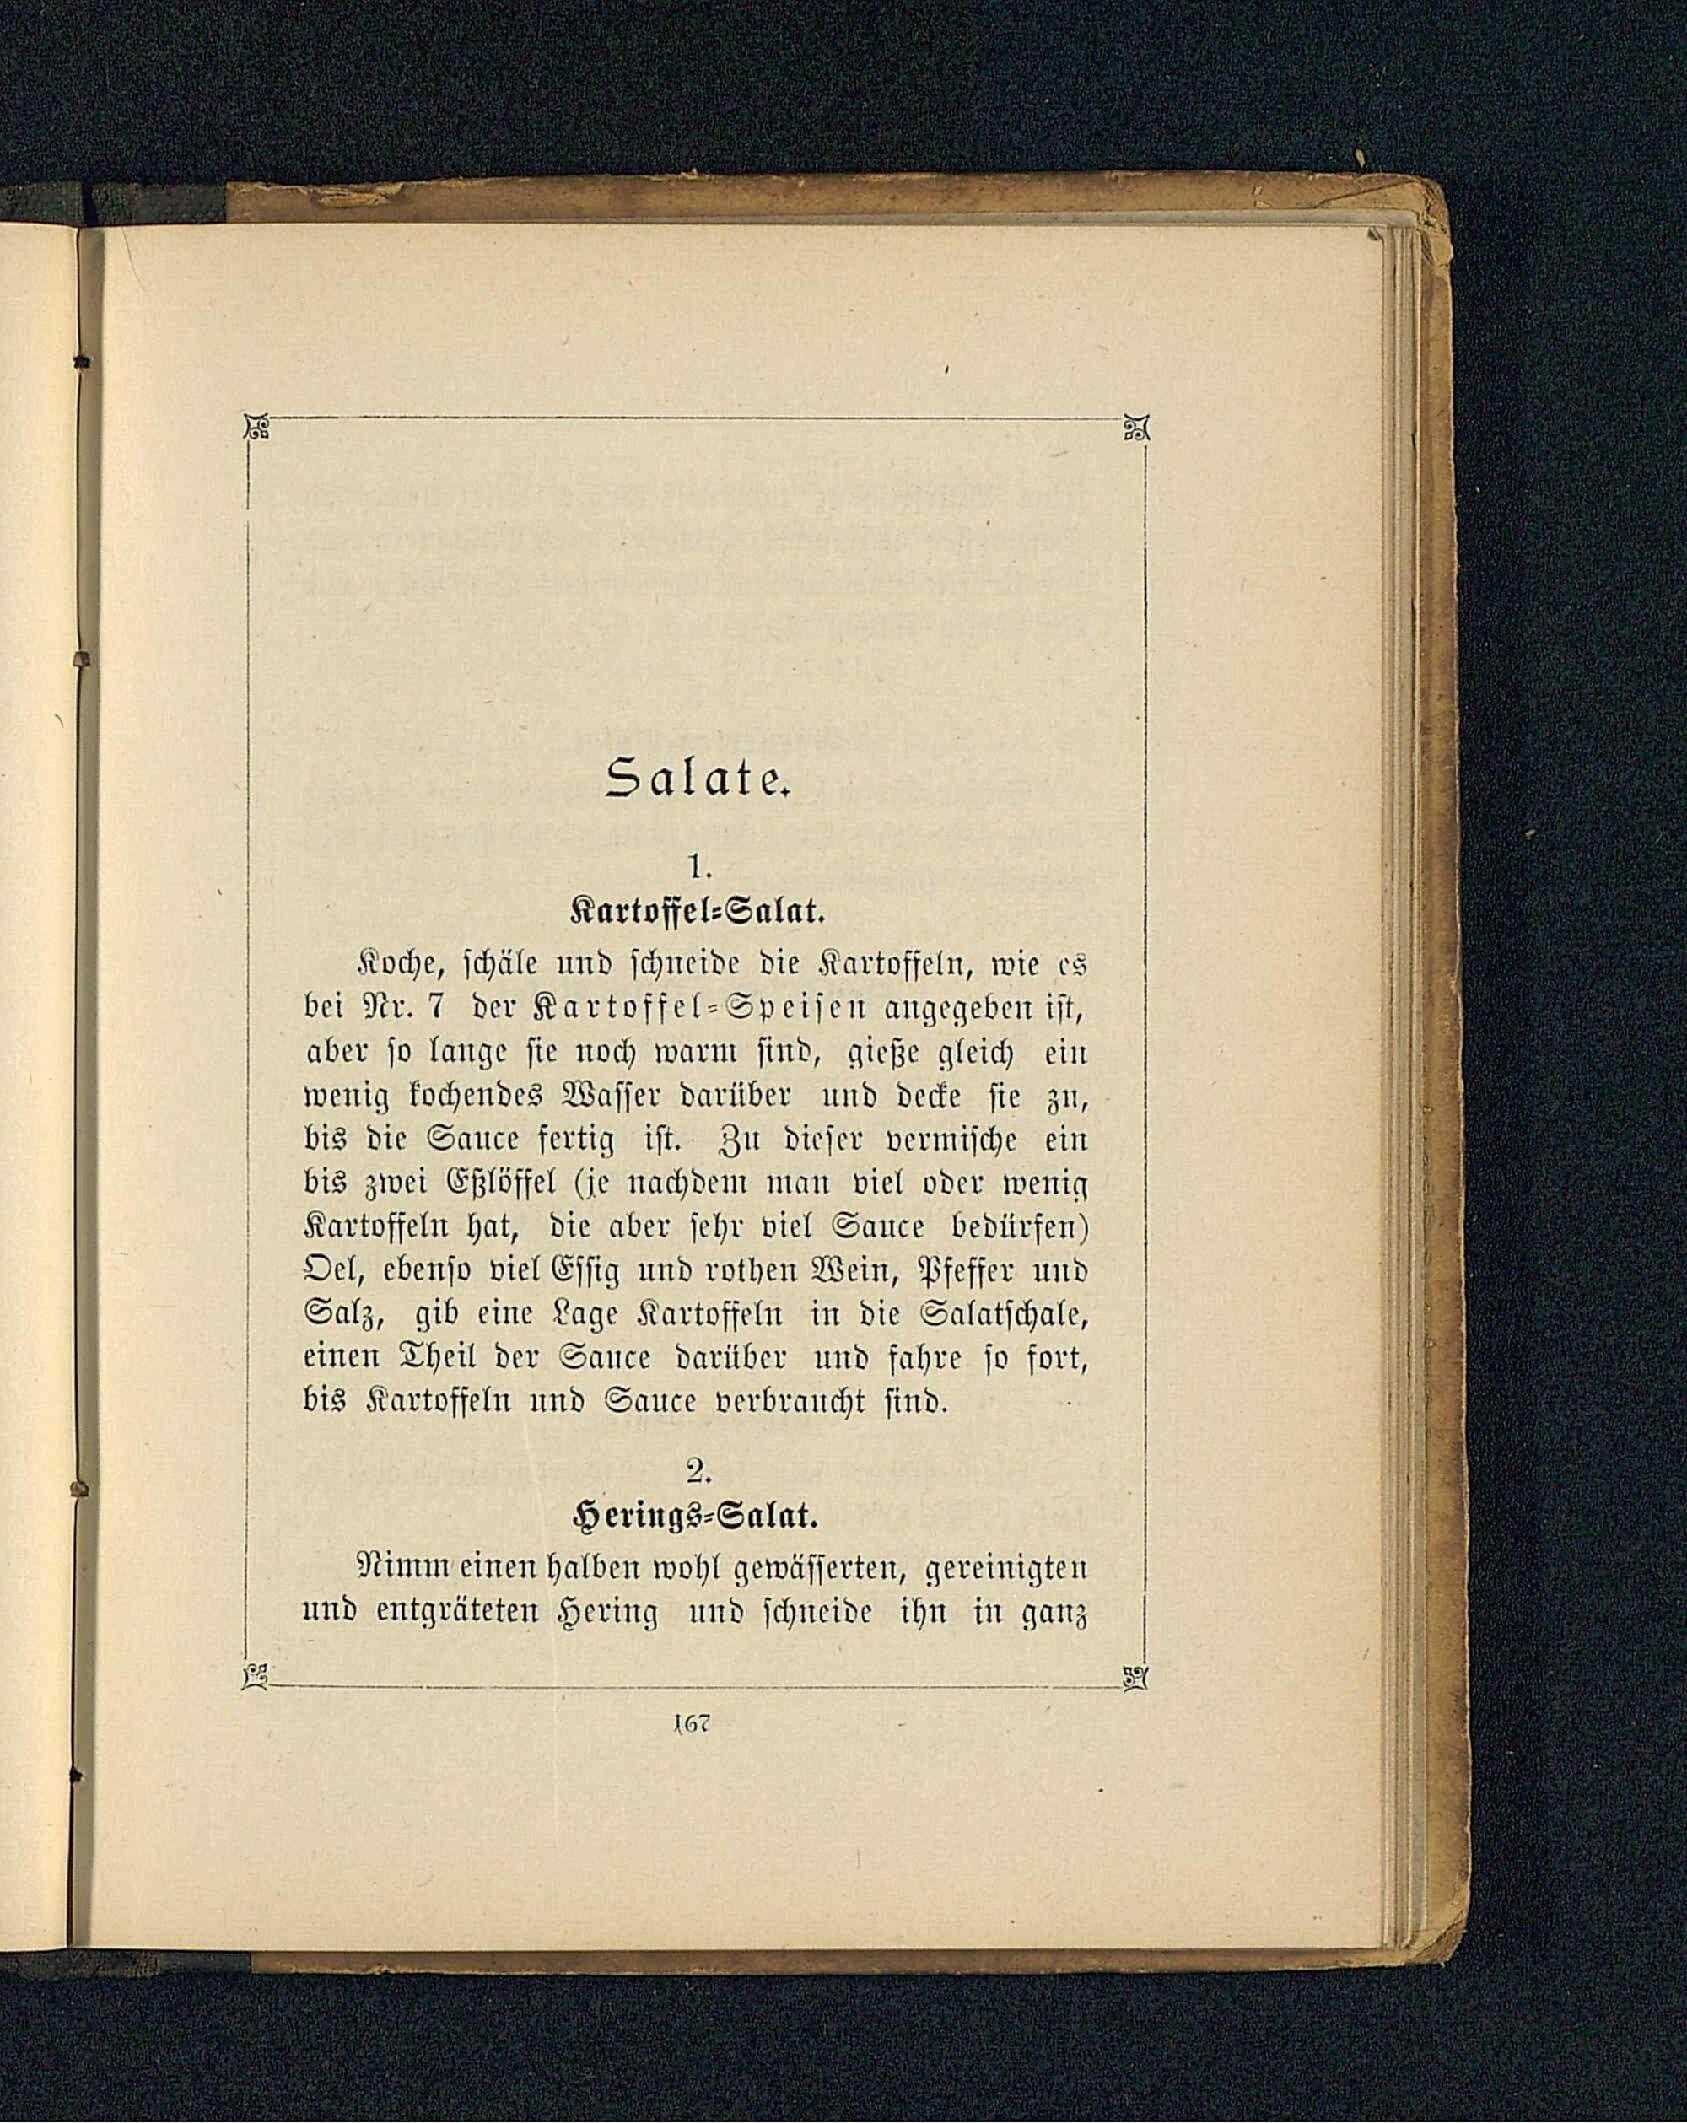 Salate.
1.
Kartoffel-Salat.
Koche, schäle und schneide die Kartoffeln, wie es
bei Nr. 7 der Kartoffel-Speisen angegeben ist,
aber so lange sie noch warm sind, gieße gleich ein
wenig kochendes Wasser darüber und decke sie zu,
bis die Sauce fertig ist. Zu dieser vermische ein
bis zwei Eßlöffel (je nachdem man viel oder wenig
Kartoffeln hat, die aber sehr viel Sauce bedürfen)
Oel, ebenso viel Essig und rothen Wein, Pfeffer und
Salz, gib eine Lage Kartoffeln in die Salatschale,
einen Theil der Sauce darüber und fahre so fort,
bis Kartoffeln und Sauce verbraucht sind.
2.
Herings-Salat.
Nimm einen halben wohl gewässerten, gereinigten
und entgräteten Hering und schneide ihn in ganz
167